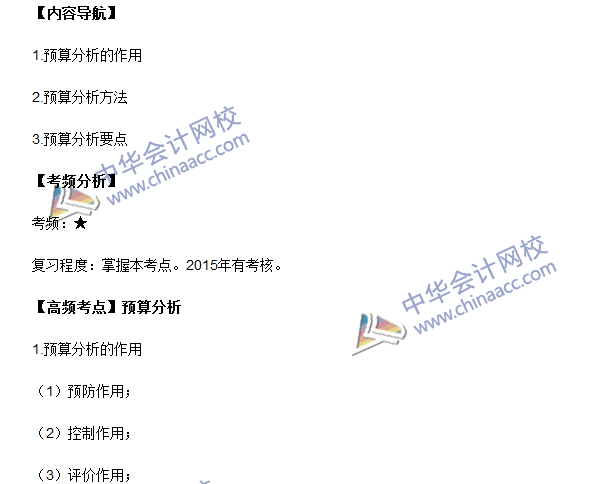 【内容导航】
1.预算分析的作用
2.预算分析方法
3.预算分析要点
【考频分析】
考频：★
复习程度：掌握本考点。2015年有考核。
【高频考点】预算分析
1.预算分析的作用
（1）预防作用；
（2）控制作用；
（3）评价作用；
中华会计网校
www.chinaacc.com
中华会计网校
www.chinaacc.com